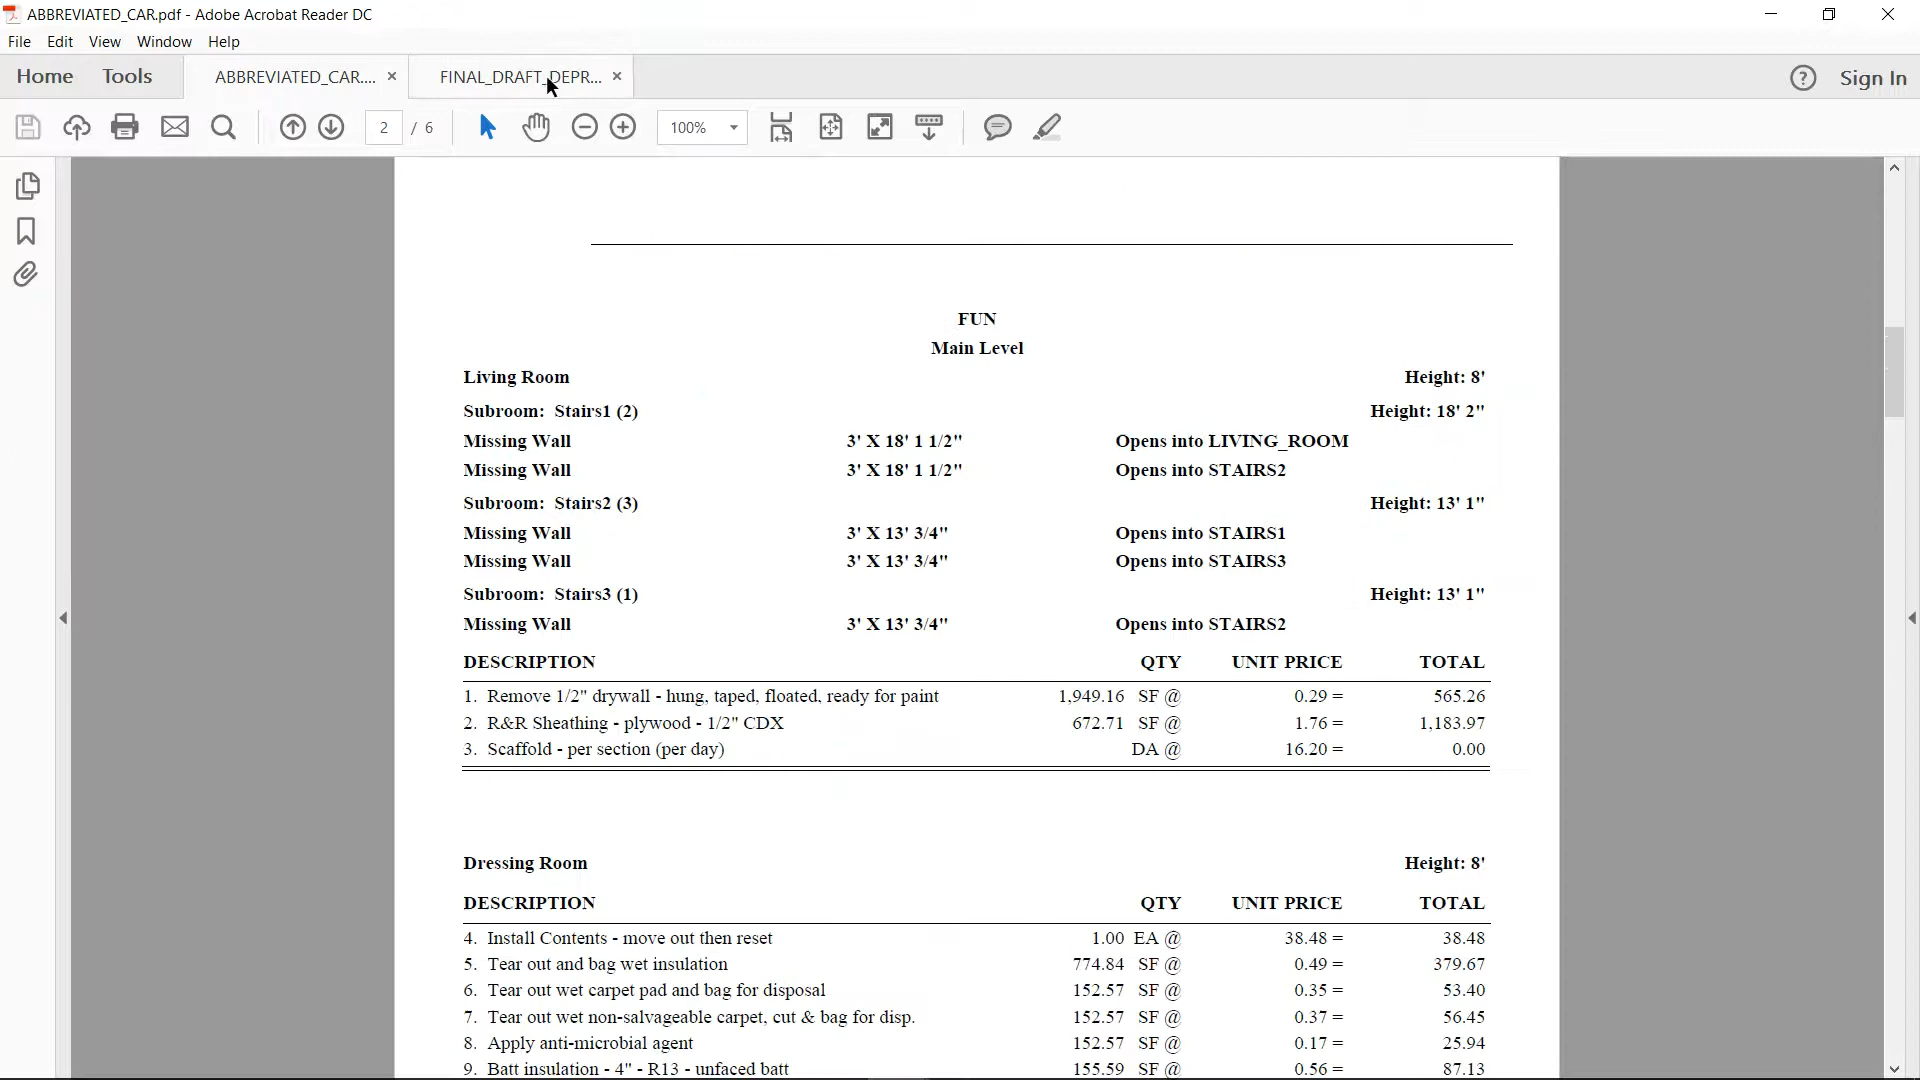 ABBREVIATED_CAR.pdf - Adobe Acrobat Reader DC
File Edit View Window Help
Home Tools ABBREVIATED_CAR.... × FINAL_DRAFT_DEPR... × ? Sign In
2 / 6 100%
FUN
Main Level
Living Room Height: 8'
Subroom: Stairs1 (2) Height: 18' 2"
Missing Wall 3' X 18' 1 1/2" Opens into LIVING_ROOM
Missing Wall 3' X 18' 1 1/2" Opens into STAIRS2
Subroom: Stairs2 (3) Height: 13' 1"
Missing Wall 3' X 13' 3/4" Opens into STAIRS1
Missing Wall 3' X 13' 3/4" Opens into STAIRS3
Subroom: Stairs3 (1) Height: 13' 1"
Missing Wall 3' X 13' 3/4" Opens into STAIRS2
DESCRIPTION QTY UNIT PRICE TOTAL
1. Remove 1/2" drywall - hung, taped, floated, ready for paint 1,949.16 SF @ 0.29 = 565.26
2. R&R Sheathing - plywood - 1/2" CDX 672.71 SF @ 1.76 = 1,183.97
3. Scaffold - per section (per day) DA @ 16.20 = 0.00
Dressing Room Height: 8'
DESCRIPTION QTY UNIT PRICE TOTAL
4. Install Contents - move out then reset 1.00 EA @ 38.48 = 38.48
5. Tear out and bag wet insulation 774.84 SF @ 0.49 = 379.67
6. Tear out wet carpet pad and bag for disposal 152.57 SF @ 0.35 = 53.40
7. Tear out wet non-salvageable carpet, cut & bag for disp. 152.57 SF @ 0.37 = 56.45
8. Apply anti-microbial agent 152.57 SF @ 0.17 = 25.94
9. Batt insulation - 4" - R13 - unfaced batt 155.59 SF @ 0.56 = 87.13